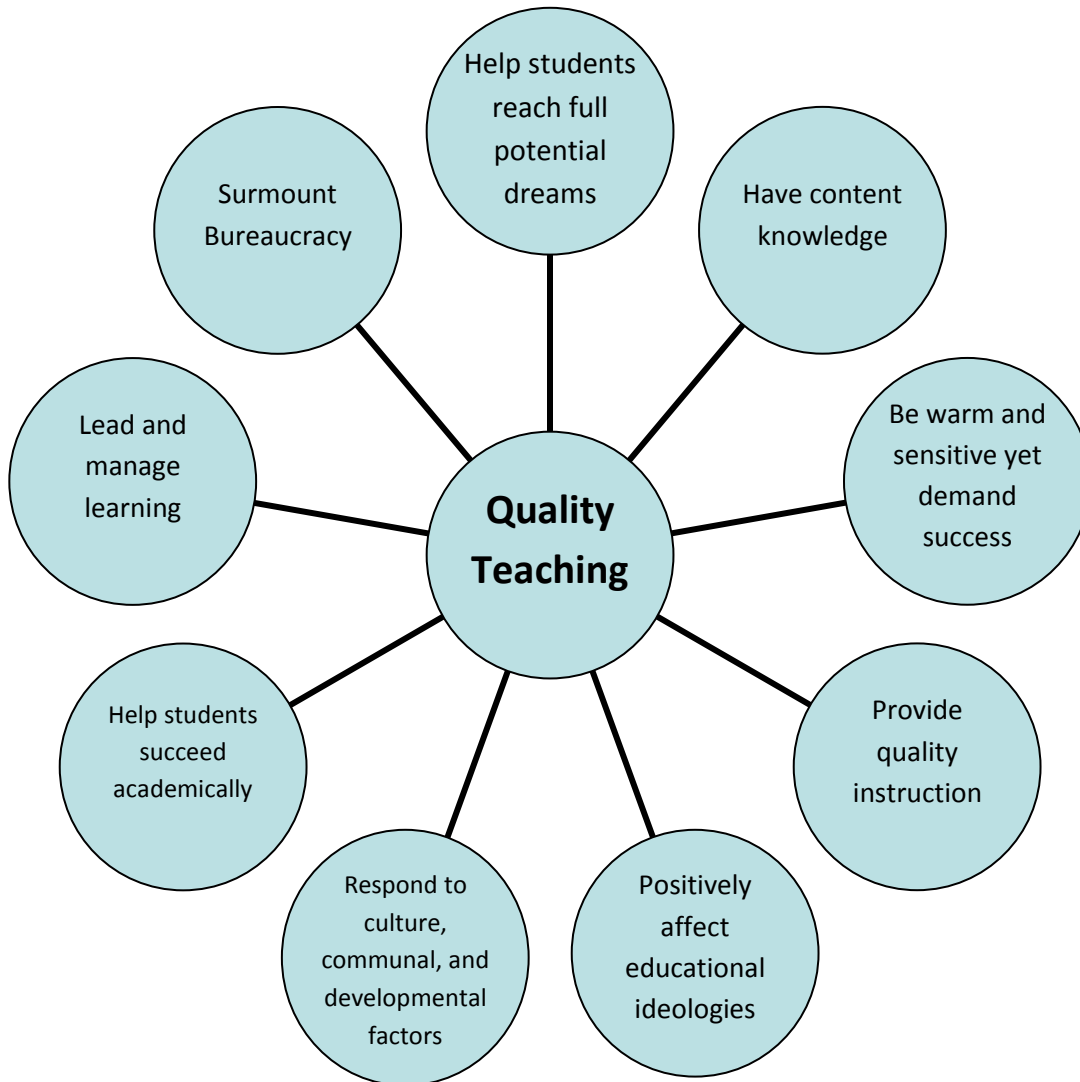 Help students
reach full
potential
dreams
Have content
knowledge
Be warm and
sensitive yet
demand
success
Provide
quality
instruction
Positively
affect
educational
ideologies
Respond to
culture,
communal, and
developmental
factors
Help students
succeed
academically
Lead and
manage
learning
Surmount
Bureaucracy
Quality
Teaching